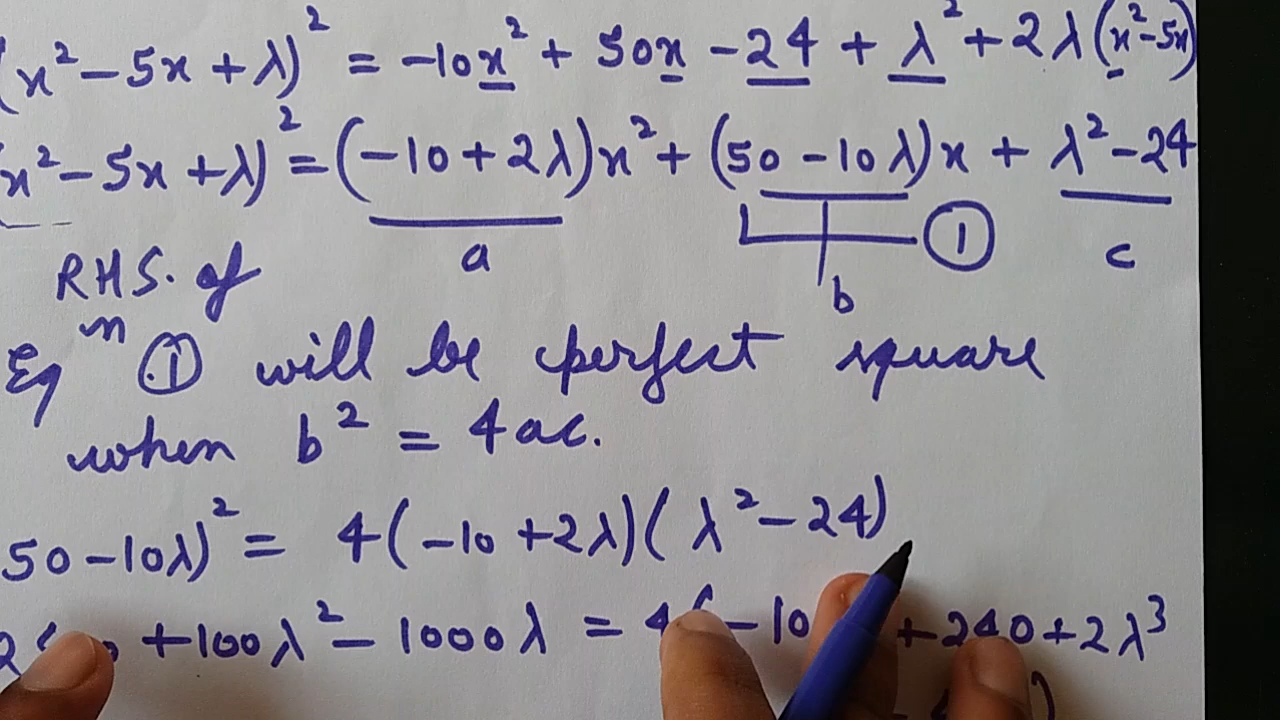 (x² − 5x + λ)² = −10x² + 50x − 24 + λ² + 2λ(x² − 5x)
x² − 5x + λ)² = (−10 + 2λ)x² + (50 − 10λ)x + λ² − 24
a b ① c
RHS. of
Eqⁿ ① will be perfect square
when b² = 4ac.
50 − 10λ)² = 4(−10 + 2λ)(λ² − 24)
+ 100λ² − 1000λ = 4(−10 + 240 + 2λ³